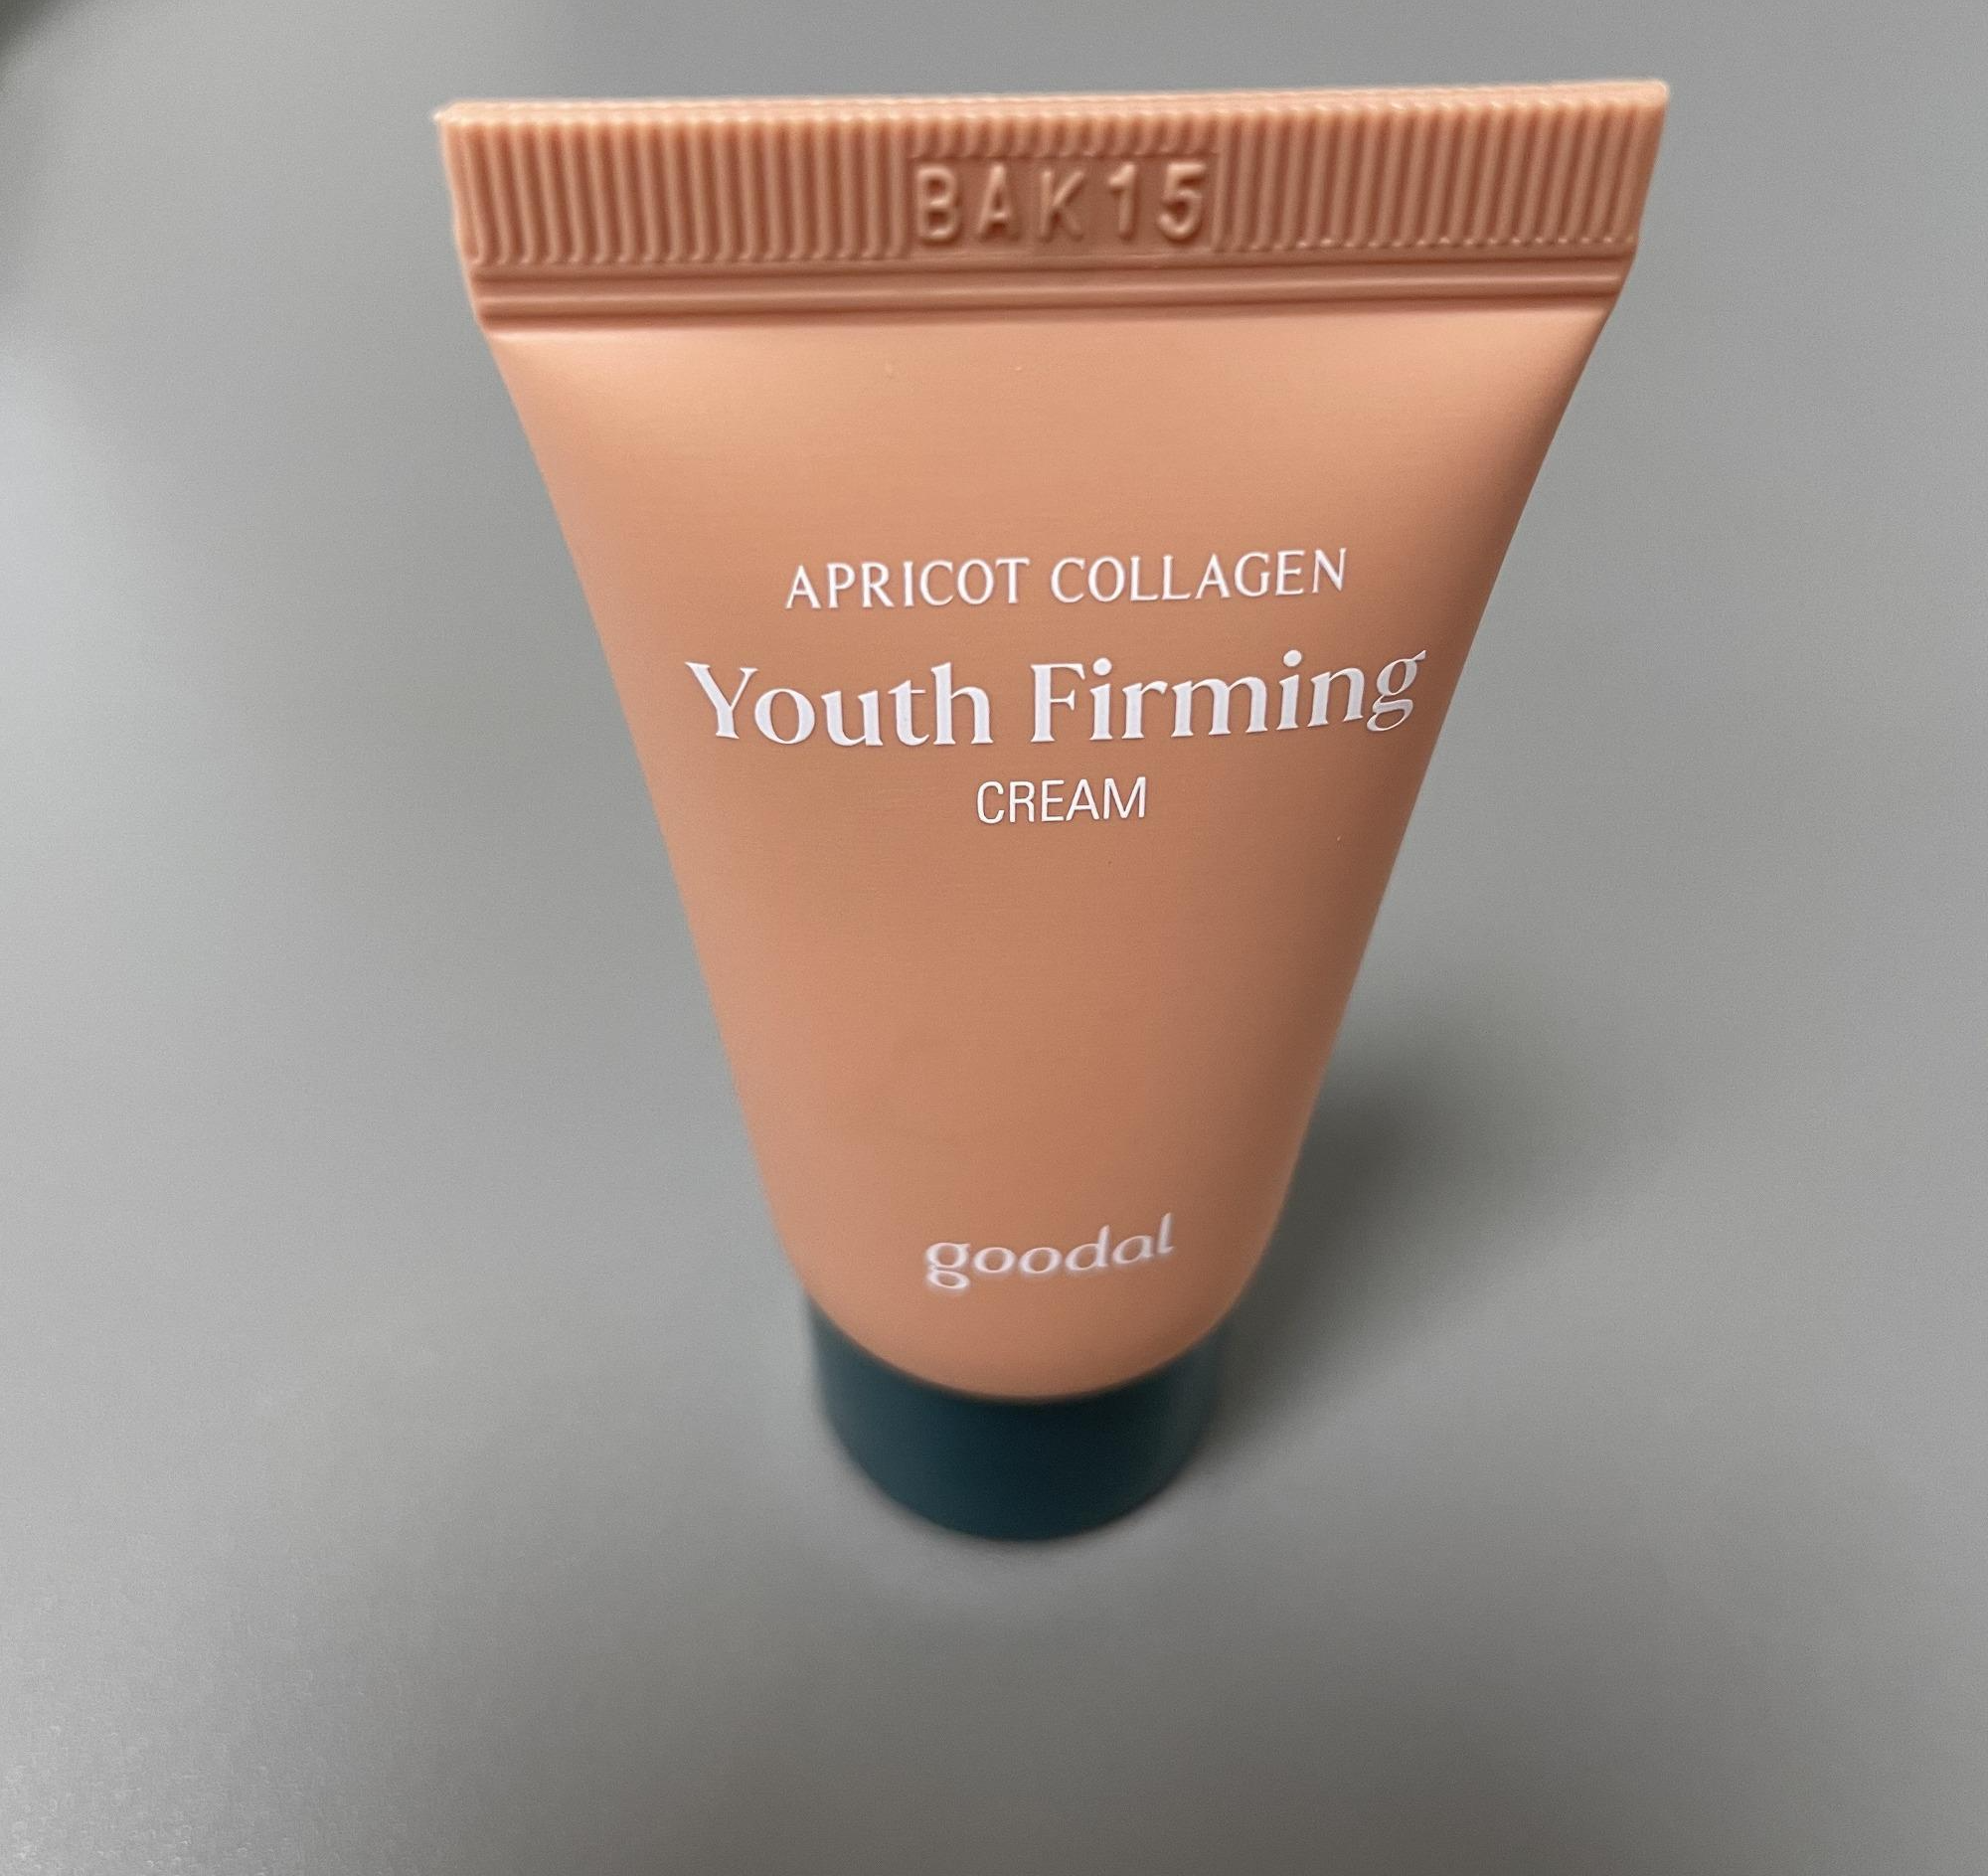 BAK15
APRICOT COLLAGEN
Youth Firming
CREAM
goodal